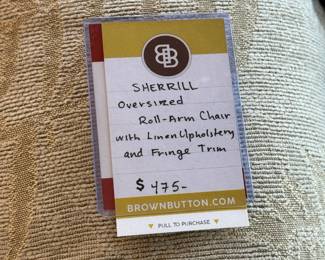 BB
SHERRILL
Oversized
Roll-Arm Chair
with Linen Upholstery
and Fringe Trim
$ 475-
BROWNBUTTON.COM
PULL TO PURCHASE